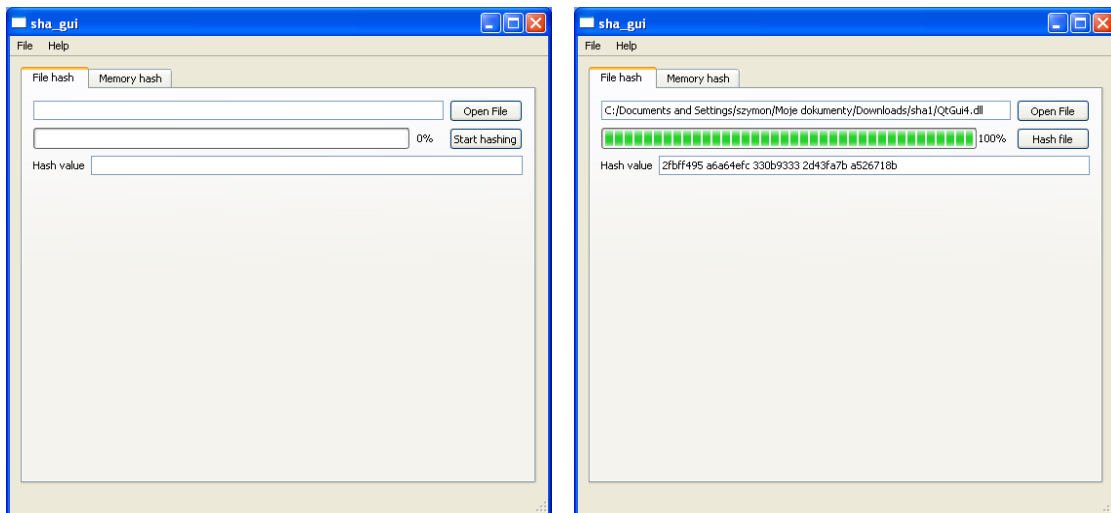 sha_gui
File Help
File hash Memory hash
Open File
0% Start hashing
Hash value
sha_gui
File Help
File hash Memory hash
C:/Documents and Settings/szymon/Moje dokumenty/Downloads/sha1/QtGui4.dll Open File
100% Hash file
Hash value 2fbff495 a6a64efc 330b9333 2d43fa7b a526718b